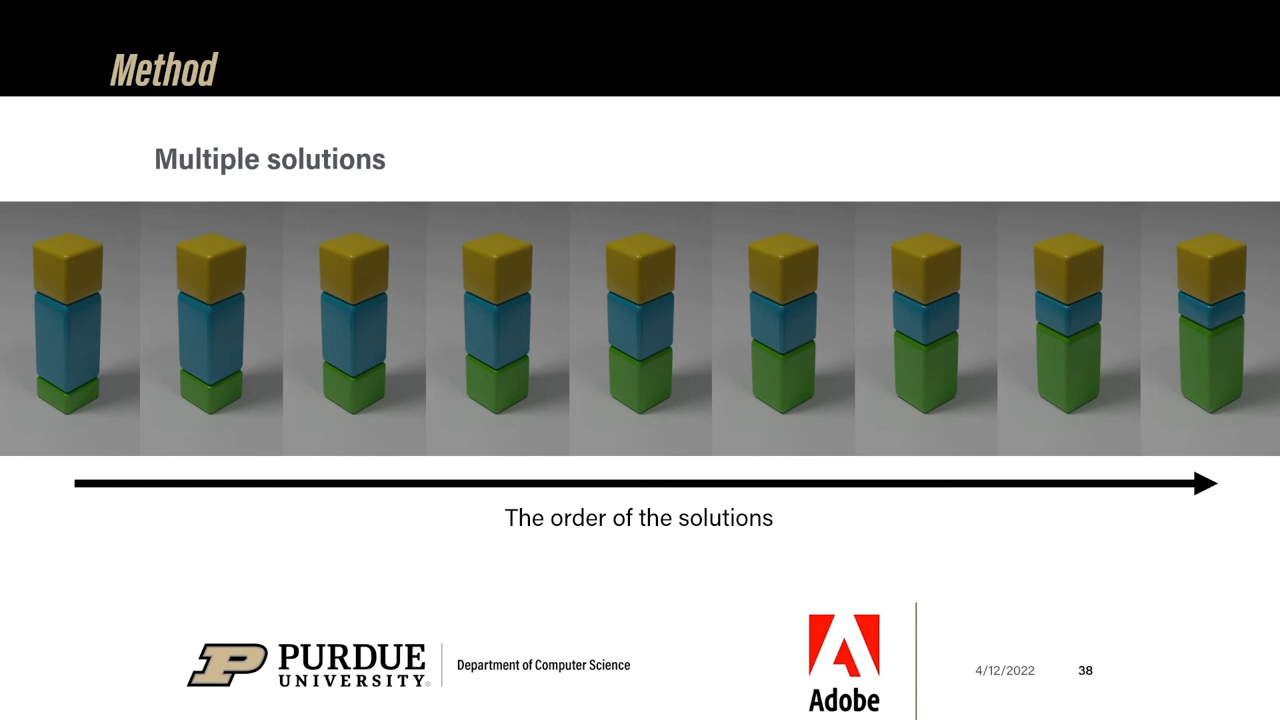 Method
Multiple solutions
The order of the solutions
PURDUE
UNIVERSITY®
Department of Computer Science
Adobe
4/12/2022
38